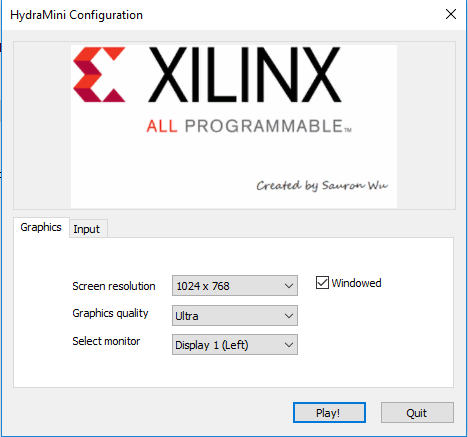 HydraMini Configuration
XILINX
ALL PROGRAMMABLE™
Created by Sauron Wu
Graphics
Input
Screen resolution
1024 x 768
Windowed
Graphics quality
Ultra
Select monitor
Display 1 (Left)
Play!
Quit